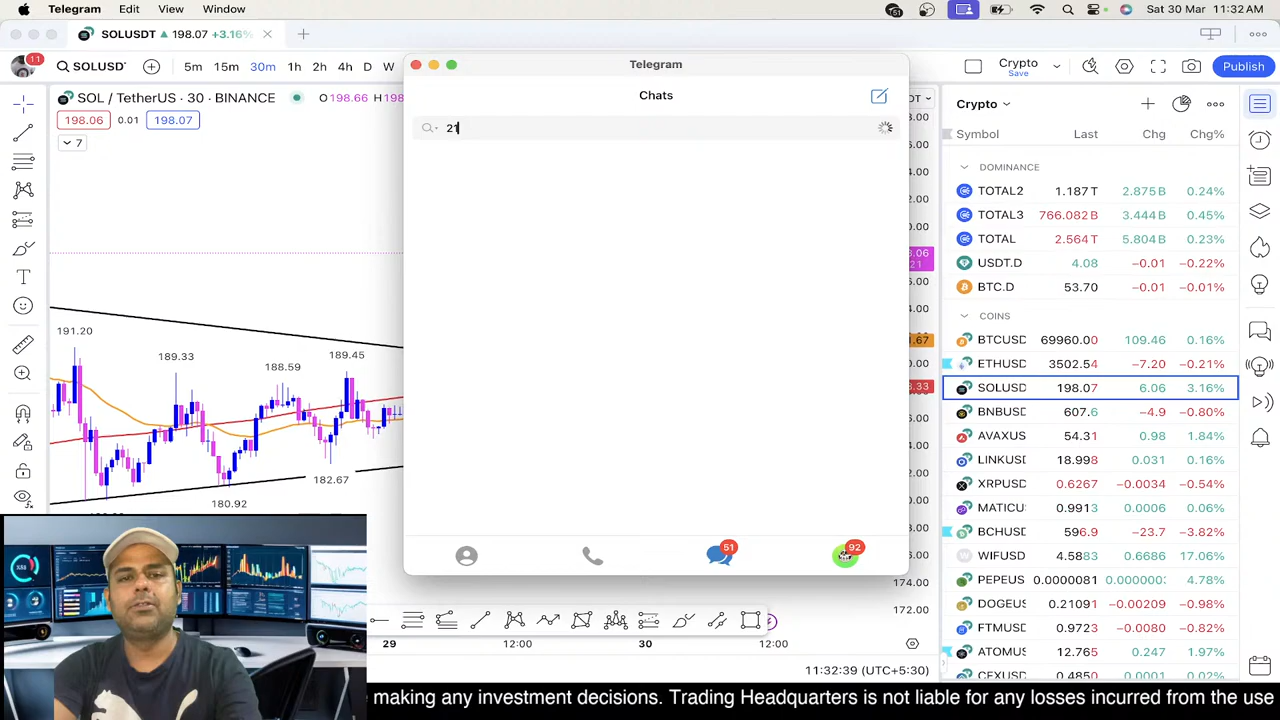 Telegram Edit View Window 51 Sat 30 Mar 11:32 AM
SOLUSDT ▲ 198.07 +3.16%
11 SOLUSD 5m 15m 30m 1h 2h 4h D W
Telegram
Crypto
Save
Publish
SOL / TetherUS · 30 · BINANCE O198.66
198.06 0.01 198.07
7
Chats
21
191.20
189.33
188.59
189.45
182.67
180.92
51
92
174.00
172.00
29 12:00 30 12:00
11:32:39 (UTC+5:30)
Crypto
Symbol Last Chg Chg%
DOMINANCE
TOTAL2 1.187 T 2.875 B 0.24%
TOTAL3 766.082 B 3.444 B 0.45%
TOTAL 2.564 T 5.804 B 0.23%
USDT.D 4.08 −0.01 −0.22%
BTC.D 53.70 −0.01 −0.01%
COINS
BTCUSD 69960.00 109.46 0.16%
ETHUSD 3502.54 −7.20 −0.21%
SOLUSD 198.07 6.06 3.16%
BNBUSD 607.6 −4.9 −0.80%
AVAXUS 54.31 0.98 1.84%
LINKUSD 18.998 0.031 0.16%
XRPUSD 0.6267 −0.0034 −0.54%
MATICU 0.9913 0.0006 0.06%
BCHUSD 596.9 −23.7 −3.82%
WIFUSD 4.5883 0.6686 17.06%
PEPEUS 0.0000081 0.0000003 4.78%
DOGEUS 0.21091 −0.00209 −0.98%
FTMUSD 0.9723 −0.0080 −0.82%
ATOMUS 12.765 0.247 1.97%
making any investment decisions. Trading Headquarters is not liable for any losses incurred from the use